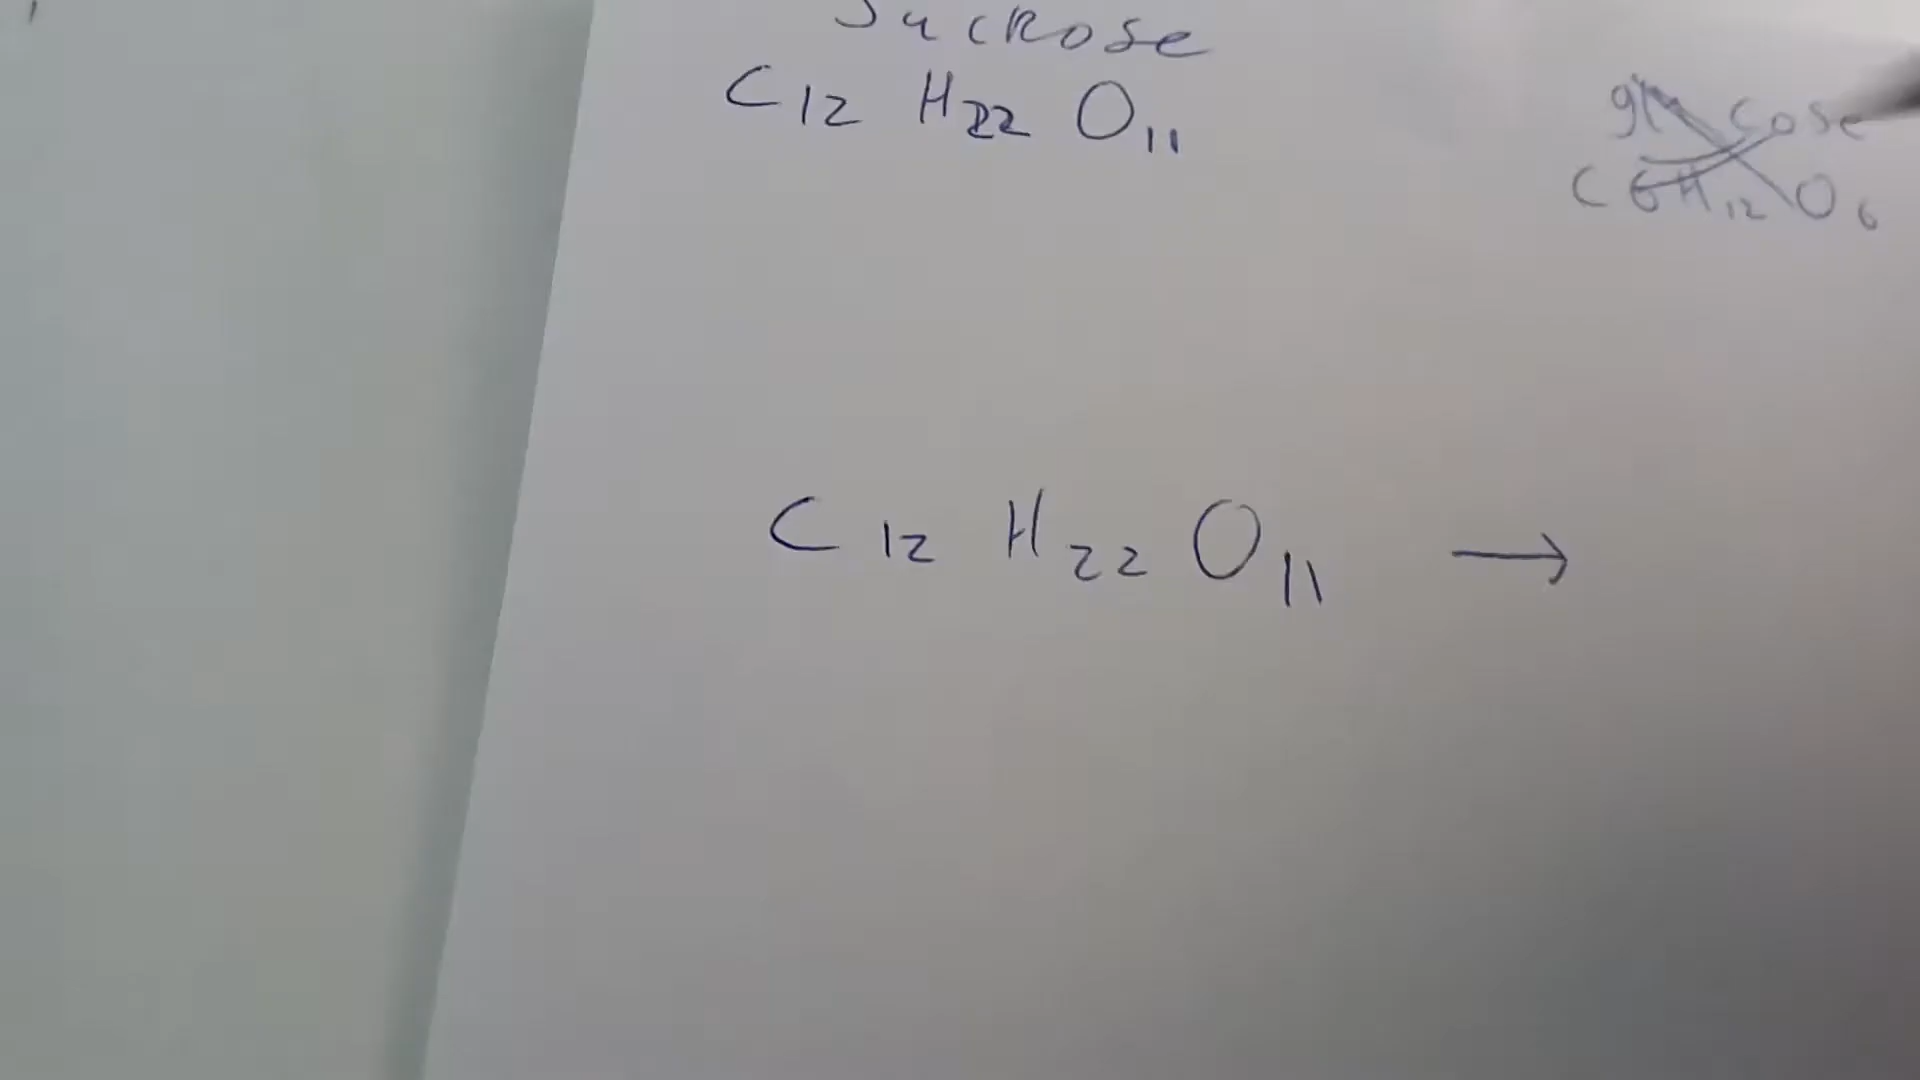 Sucrose
C12 H22 O11
glucose
C6H12O6
C12 H22 O11 →